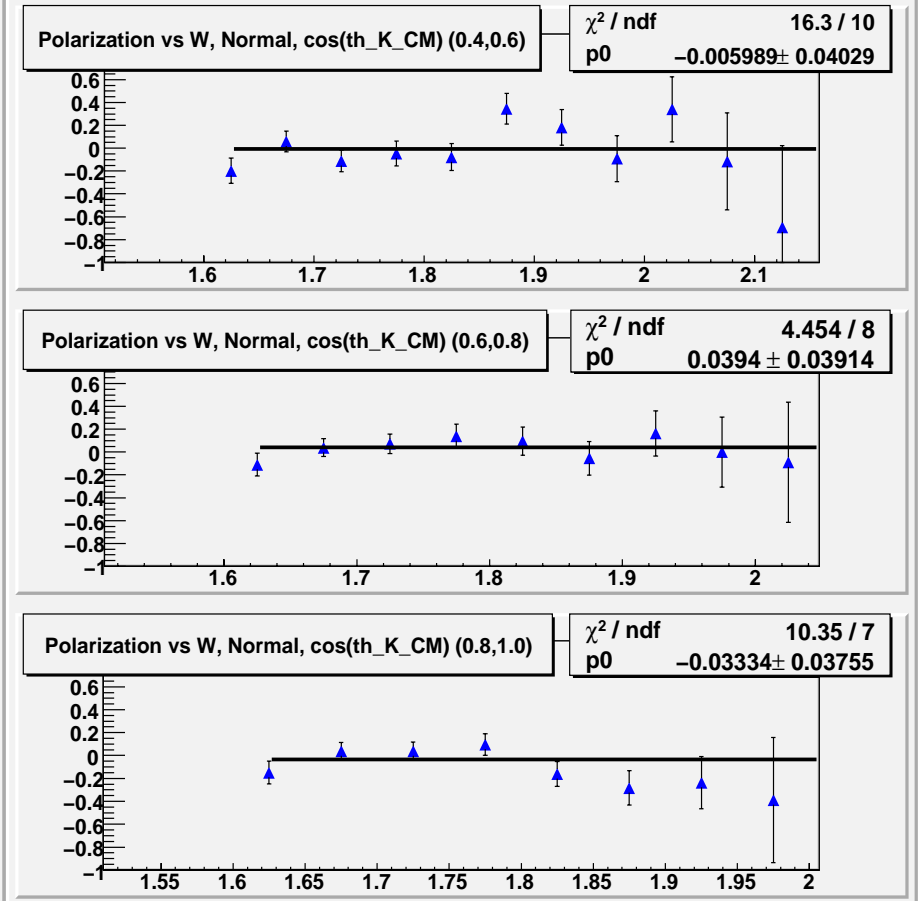 Polarization vs W, Normal, cos(th_K_CM) (0.4,0.6)
χ² / ndf 16.3 / 10
p0 −0.005989± 0.04029
0.6
0.4
0.2
0
−0.2
−0.4
−0.6
−0.8
−1
1.6 1.7 1.8 1.9 2 2.1
Polarization vs W, Normal, cos(th_K_CM) (0.6,0.8)
χ² / ndf 4.454 / 8
p0 0.0394 ± 0.03914
0.6
0.4
0.2
0
−0.2
−0.4
−0.6
−0.8
−1
1.6 1.7 1.8 1.9 2
Polarization vs W, Normal, cos(th_K_CM) (0.8,1.0)
χ² / ndf 10.35 / 7
p0 −0.03334± 0.03755
0.6
0.4
0.2
0
−0.2
−0.4
−0.6
−0.8
−1
1.55 1.6 1.65 1.7 1.75 1.8 1.85 1.9 1.95 2